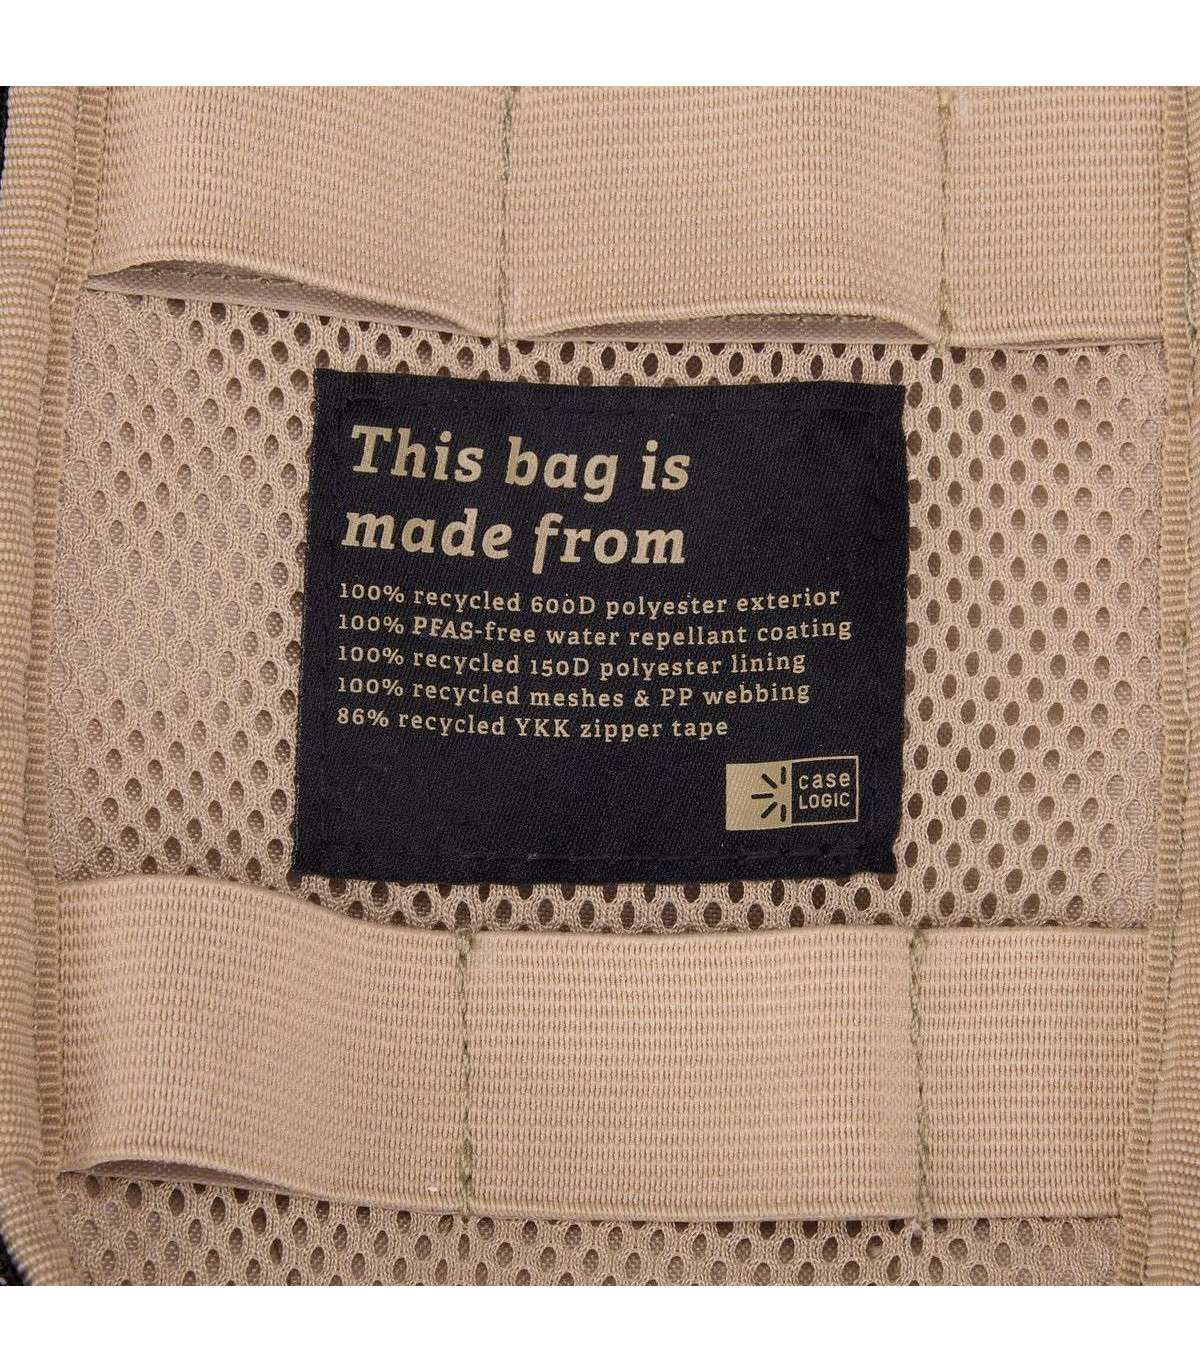 This bag is
made from
100% recycled 600D polyester exterior
100% PFAS-free water repellant coating
100% recycled 150D polyester lining
100% recycled meshes & PP webbing
86% recycled YKK zipper tape
case
LOGIC